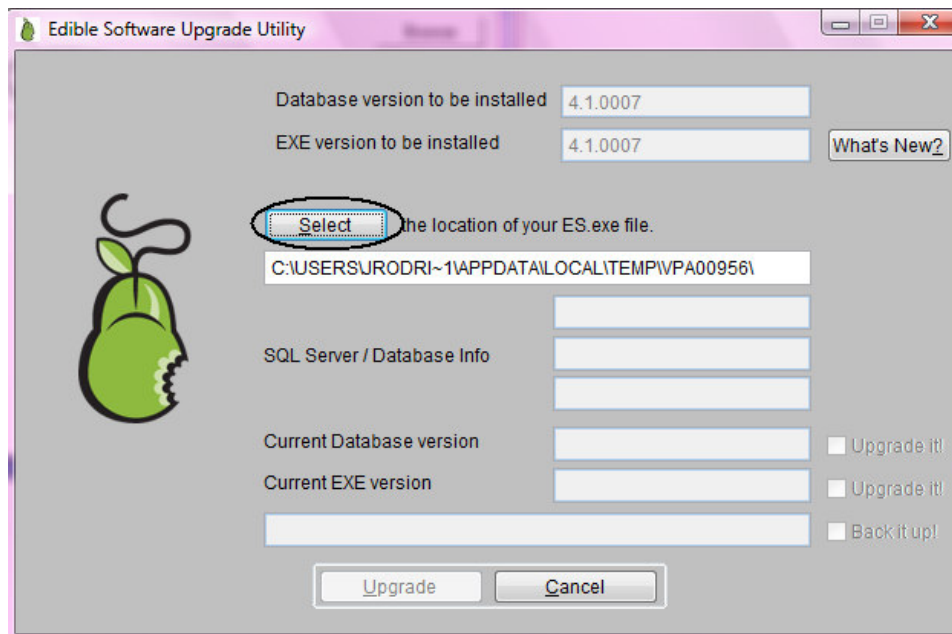 Edible Software Upgrade Utility
Database version to be installed 4.1.0007
EXE version to be installed 4.1.0007 What's New?
Select the location of your ES.exe file.
C:\USERS\JRODRI~1\APPDATA\LOCAL\TEMP\VPA00956\
SQL Server / Database Info
Current Database version Upgrade it!
Current EXE version Upgrade it!
Back it up!
Upgrade Cancel